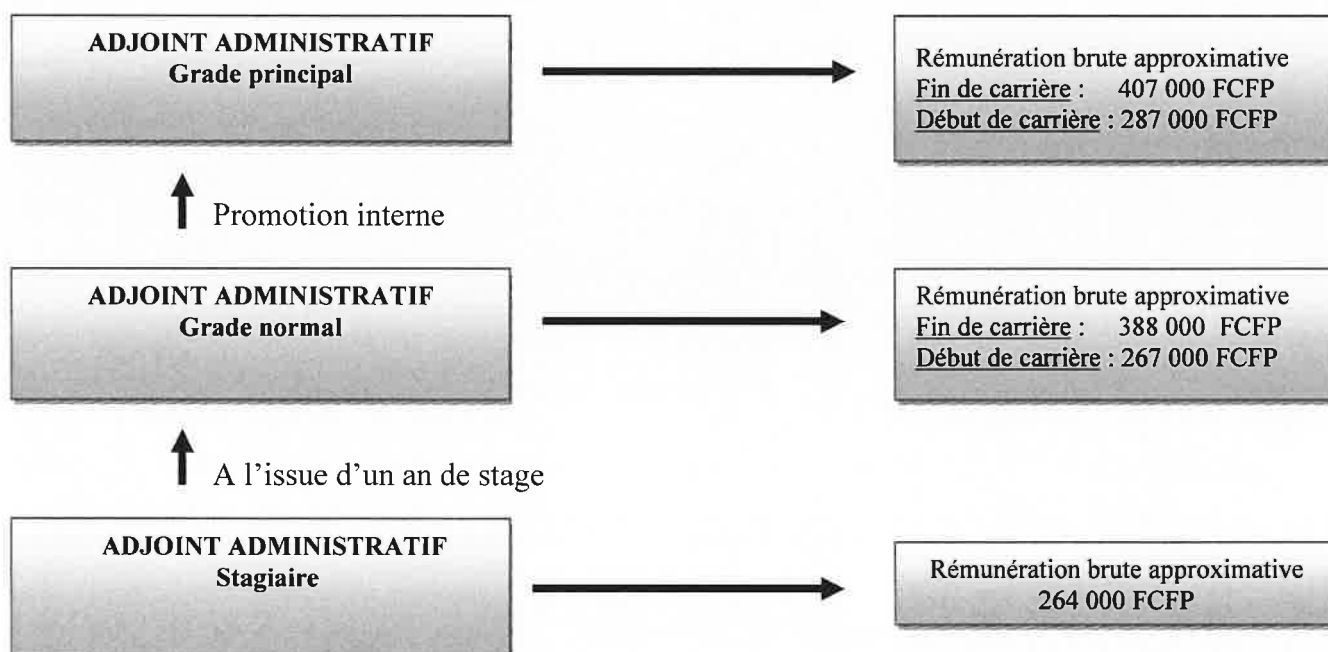 ADJOINT ADMINISTRATIF
Grade principal
Rémunération brute approximative
Fin de carrière : 407 000 FCFP
Début de carrière : 287 000 FCFP
Promotion interne
ADJOINT ADMINISTRATIF
Grade normal
Rémunération brute approximative
Fin de carrière : 388 000 FCFP
Début de carrière : 267 000 FCFP
A l’issue d’un an de stage
ADJOINT ADMINISTRATIF
Stagiaire
Rémunération brute approximative
264 000 FCFP